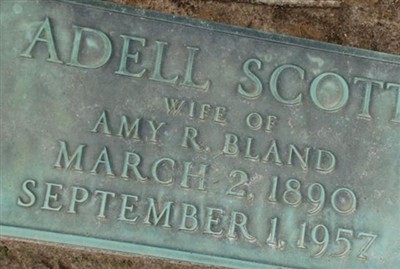 ADELL SCOTT
WIFE OF
AMY R. BLAND
MARCH 2, 1890
SEPTEMBER 1, 1957